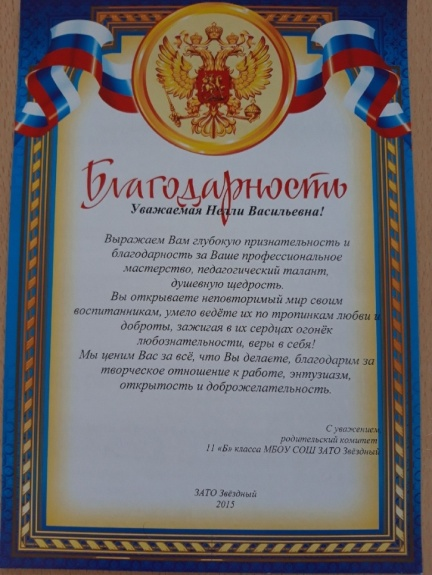 Благодарность
Уважаемая Нелли Васильевна!
Выражаем Вам глубокую признательность и
благодарность за Ваше профессиональное
мастерство, педагогический талант,
душевную щедрость.
Вы открываете неповторимый мир своим
воспитанникам, умело ведёте их по тропинкам любви и
доброты, зажигая в их сердцах огонёк
любознательности, веры в себя!
Мы ценим Вас за всё, что Вы делаете, благодарим за
творческое отношение к работе, энтузиазм,
открытость и доброжелательность.
С уважением
родительский комитет
11 «Б» класса МБОУ СОШ ЗАТО Звёздный
ЗАТО Звёздный
2015